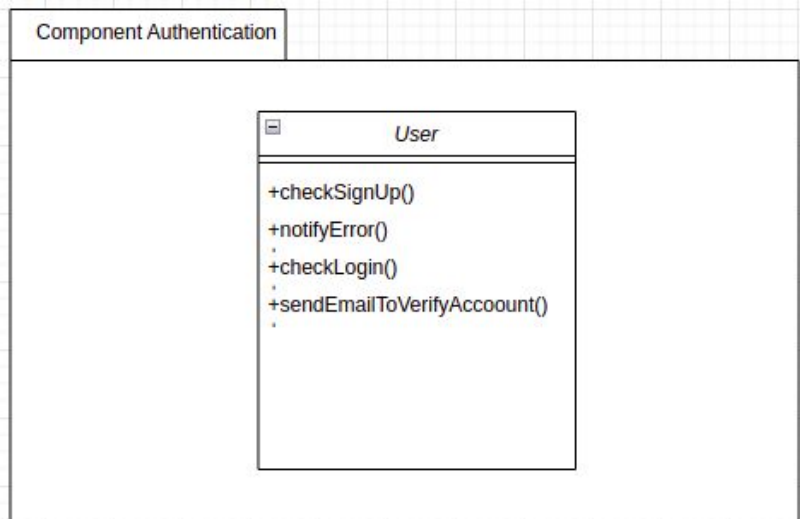 Component Authentication
User
+checkSignUp()
+notifyError()
+checkLogin()
+sendEmailToVerifyAccoount()